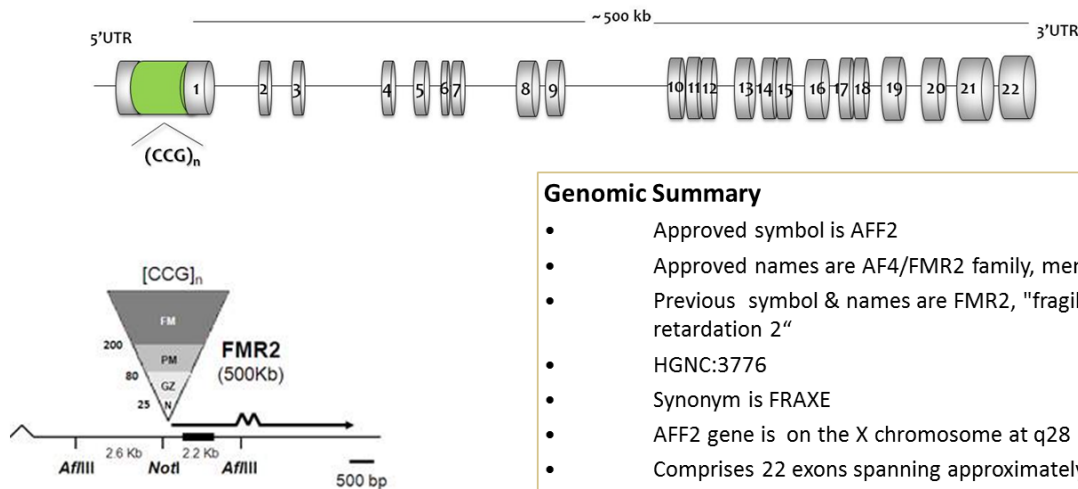 ~500 kb
5'UTR
3'UTR
1 2 3 4 5 6 7 8 9 10 11 12 13 14 15 16 17 18 19 20 21 22
(CCG)n
Genomic Summary
• Approved symbol is AFF2
• Approved names are AF4/FMR2 family,
• Previous symbol & names are FMR2,
retardation 2“
• HGNC:3776
• Synonym is FRAXE
• AFF2 gene is on the X chromosome at q28
• Comprises 22 exons spanning approximately
[CCG]n
FM
200
PM
80
GZ
25
N
FMR2
(500Kb)
2.6 Kb
2.2 Kb
AflIII
NotI
AflIII
500 bp